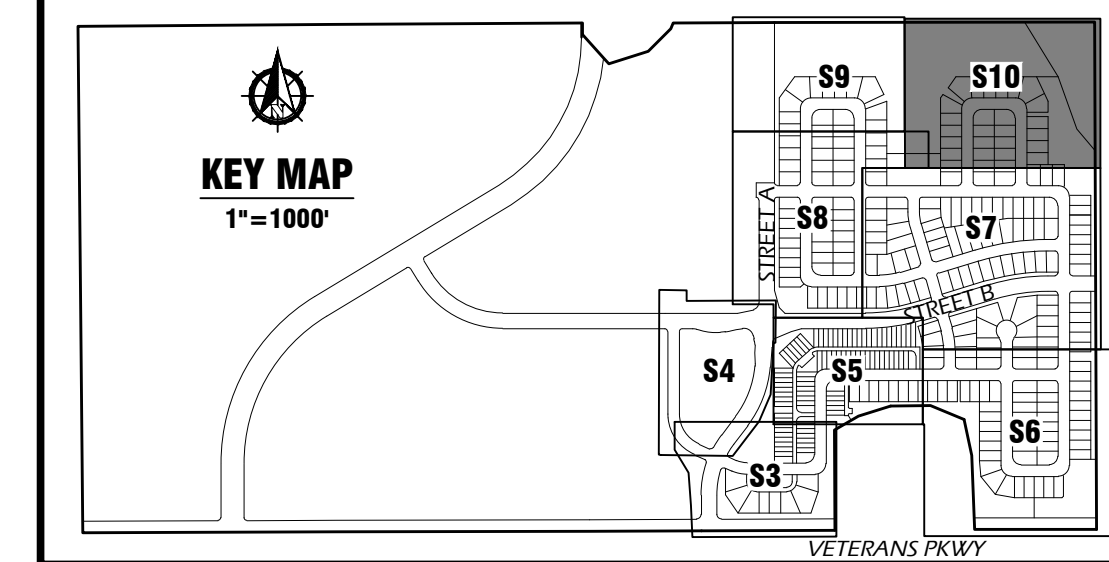 N
KEY MAP
1"=1000'
S9
S10
STREET A
S8
S7
STREET B
S4
S5
S6
S3
VETERANS PKWY